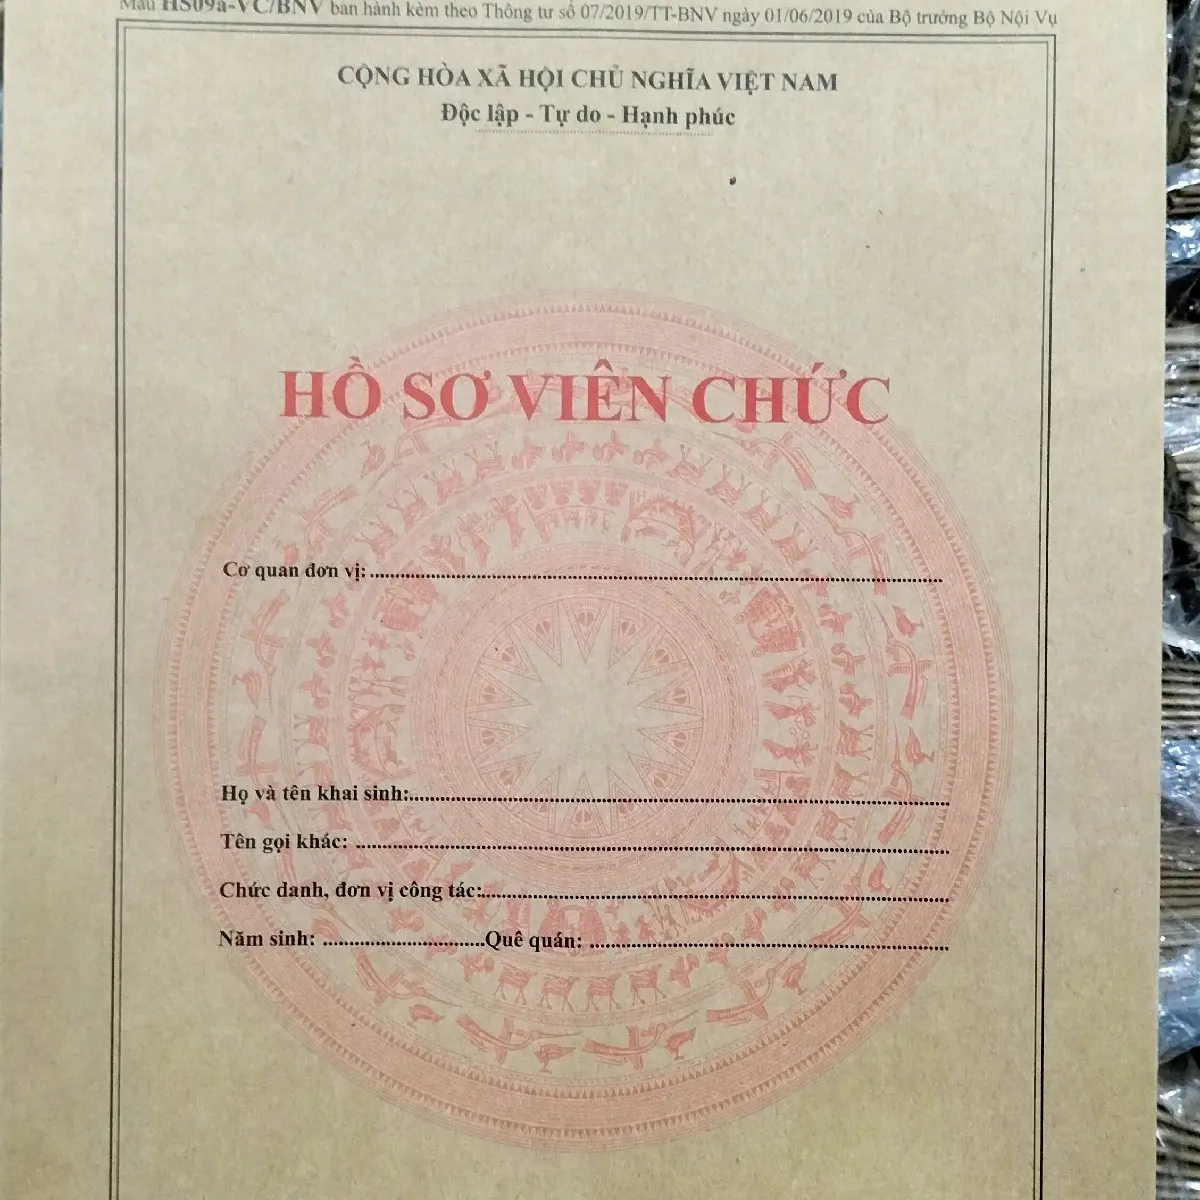 Mẫu HS09a-VC/BNV ban hành kèm theo Thông tư số 07/2019/TT-BNV ngày 01/06/2019 của Bộ trưởng Bộ Nội Vụ
CỘNG HÒA XÃ HỘI CHỦ NGHĨA VIỆT NAM
Độc lập - Tự do - Hạnh phúc
HỒ SƠ VIÊN CHỨC
Cơ quan đơn vị:
Họ và tên khai sinh:
Tên gọi khác:
Chức danh, đơn vị công tác:
Năm sinh: Quê quán: